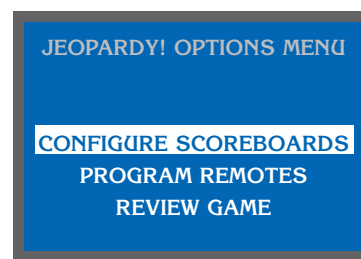 JEOPARDY! OPTIONS MENU
CONFIGURE SCOREBOARDS
PROGRAM REMOTES
REVIEW GAME